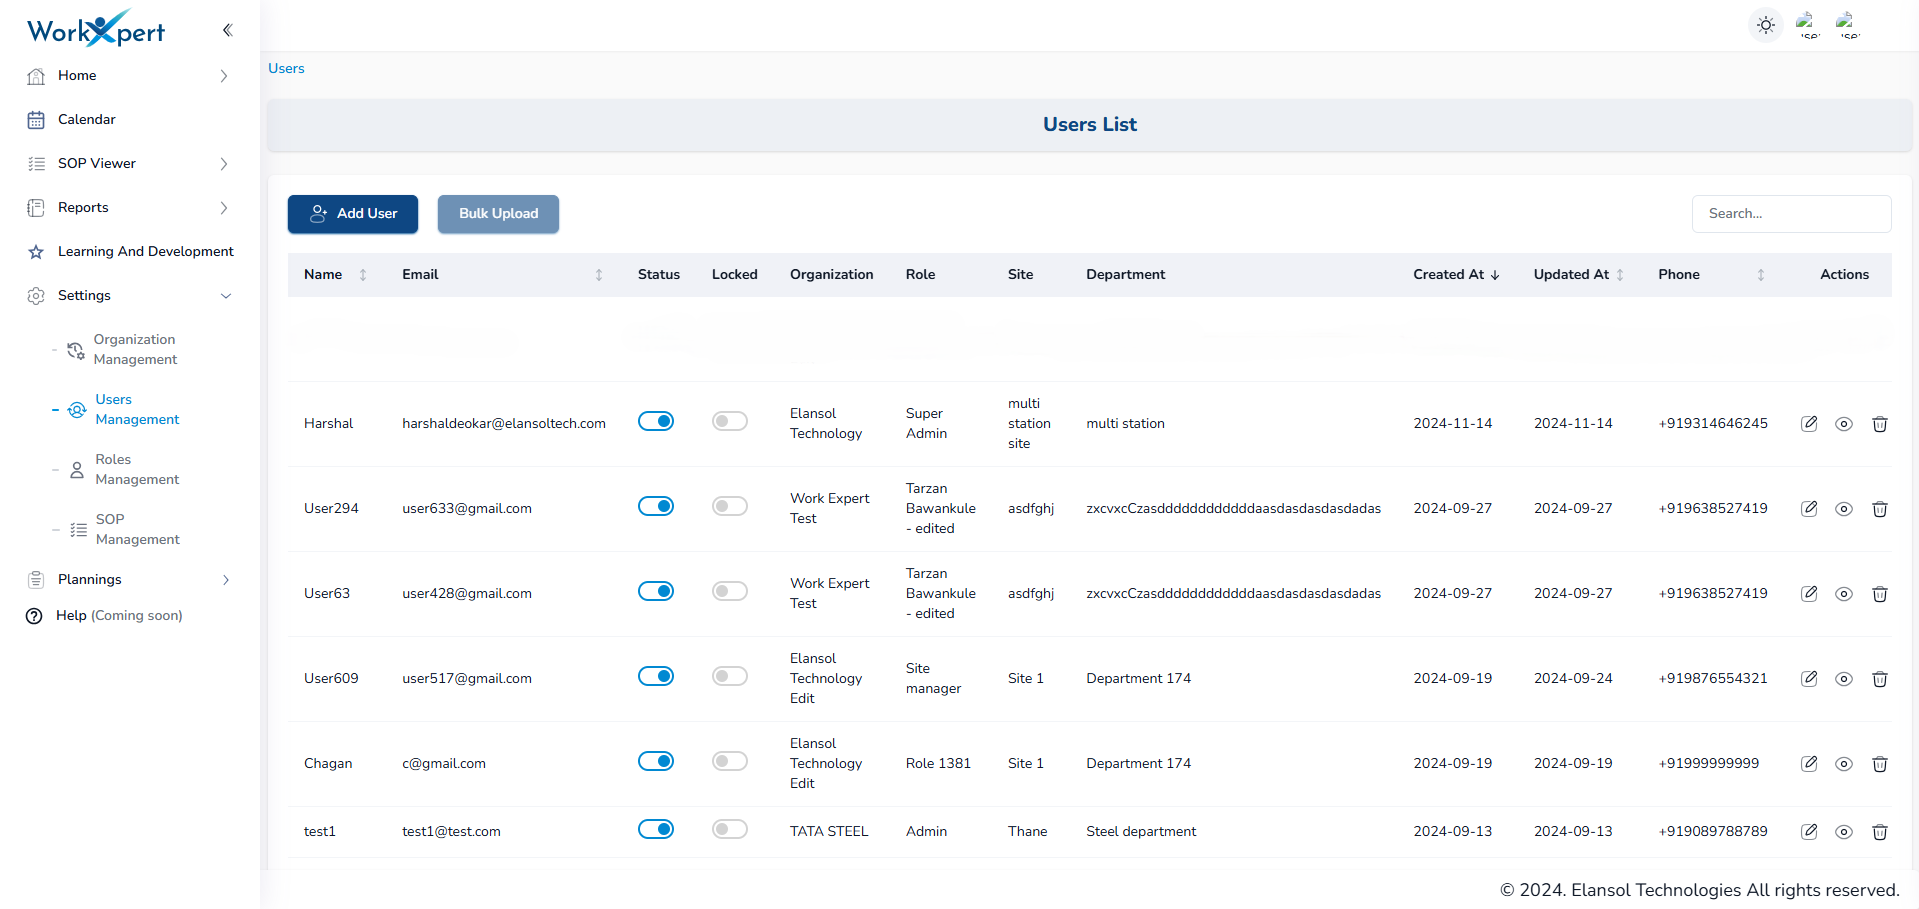 WorkXpert
Home
Calendar
SOP Viewer
Reports
Learning And Development
Settings
Organization
Management
Users
Management
Roles
Management
SOP
Management
Plannings
Help (Coming soon)
Users
Users List
Add User
Bulk Upload
Search...
Name Email Status Locked Organization Role Site Department Created At Updated At Phone Actions
Harshal harshaldeokar@elansoltech.com Elansol Technology Super Admin multi station site multi station 2024-11-14 2024-11-14 +919314646245
User294 user633@gmail.com Work Expert Test Tarzan Bawankule - edited asdfghj zxcvxcCzasdddddddddddddaasdasdasdasdadas 2024-09-27 2024-09-27 +919638527419
User63 user428@gmail.com Work Expert Test Tarzan Bawankule - edited asdfghj zxcvxcCzasdddddddddddddaasdasdasdasdadas 2024-09-27 2024-09-27 +919638527419
User609 user517@gmail.com Elansol Technology Edit Site manager Site 1 Department 174 2024-09-19 2024-09-24 +919876554321
Chagan c@gmail.com Elansol Technology Edit Role 1381 Site 1 Department 174 2024-09-19 2024-09-19 +91999999999
test1 test1@test.com TATA STEEL Admin Thane Steel department 2024-09-13 2024-09-13 +919089788789
© 2024. Elansol Technologies All rights reserved.